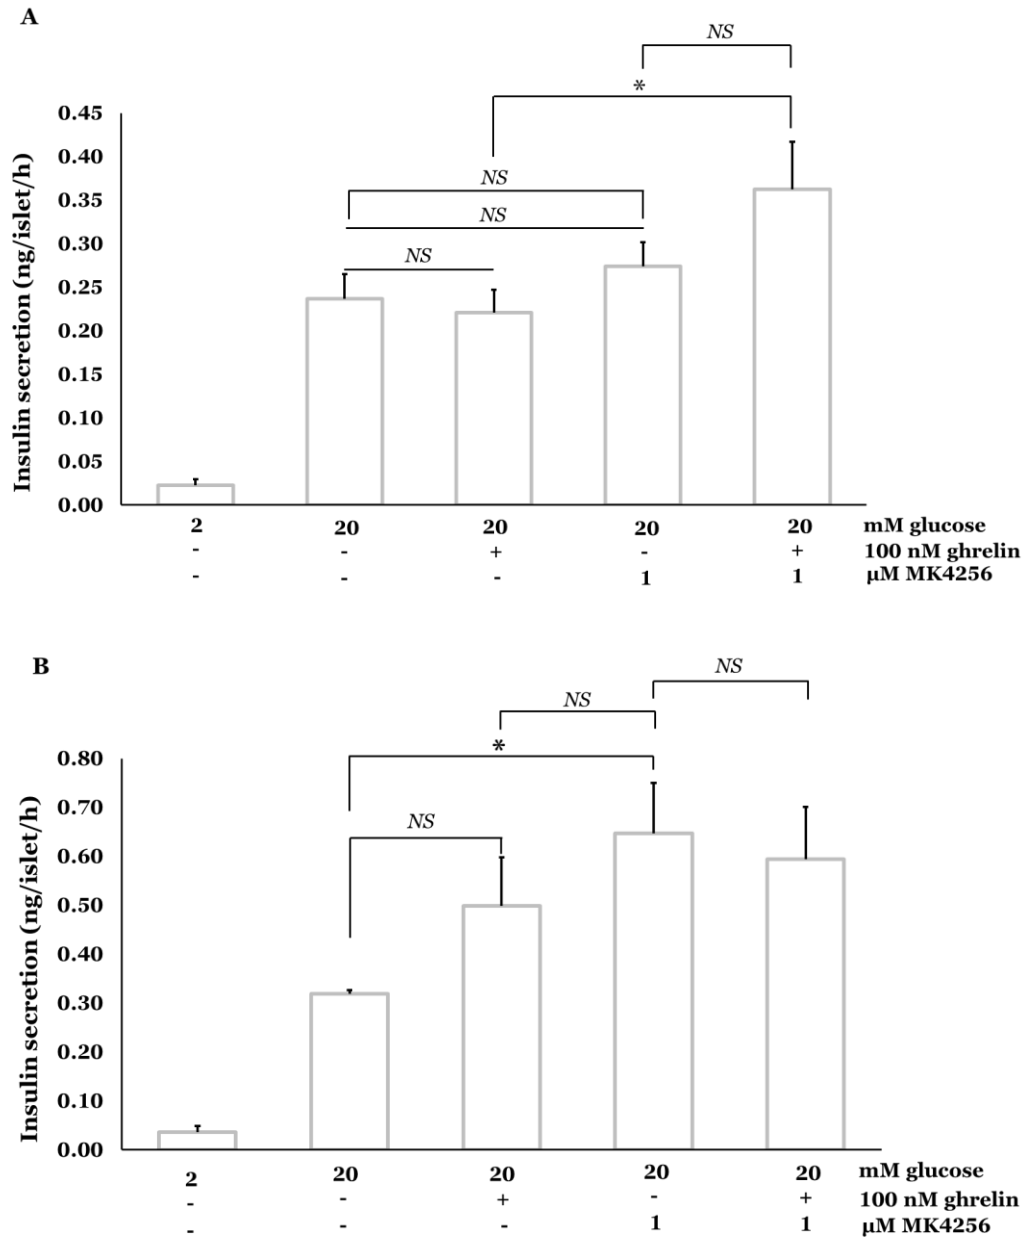 A
NS
*
0.45
0.40
NS
0.35
NS
0.30
NS
0.25
0.20
0.15
0.10
0.05
0.00
Insulin secretion (ng/islet/h)
2 20 20 20 20 mM glucose
- - + - + 100 nM ghrelin
- - - 1 1 µM MK4256
B
NS
NS
*
0.80
0.70
NS
0.60
0.50
0.40
0.30
0.20
0.10
0.00
Insulin secretion (ng/islet/h)
2 20 20 20 20 mM glucose
- - + - + 100 nM ghrelin
- - - 1 1 µM MK4256